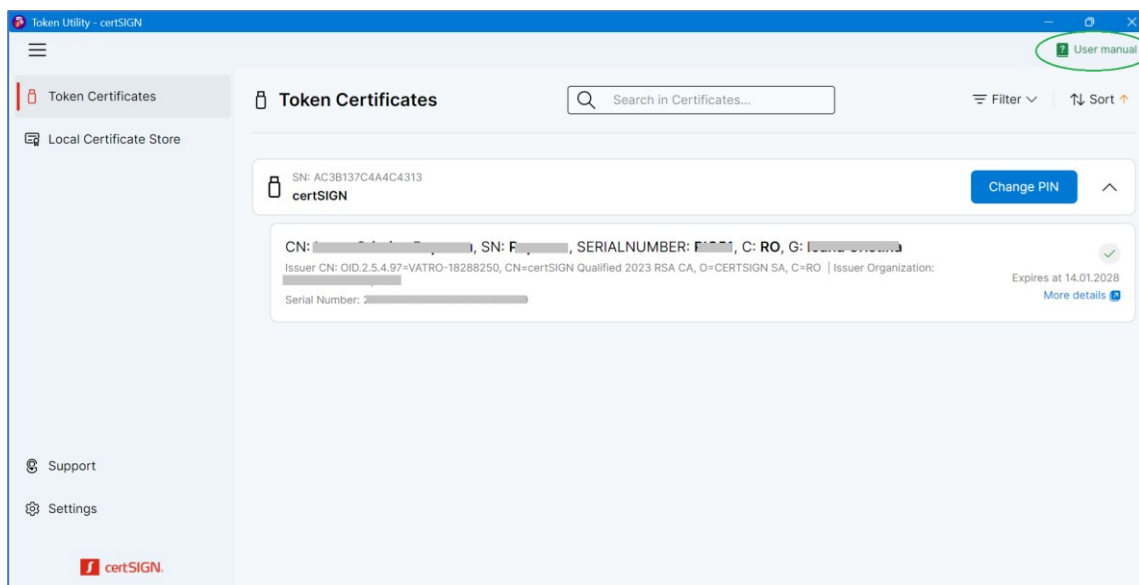 Token Utility - certSIGN
User manual
Token Certificates
Local Certificate Store
Support
Settings
certSIGN.
Token Certificates
Search in Certificates...
Filter
Sort
SN: AC3B137C4A4C4313
certSIGN
Change PIN
CN: , SN: , SERIALNUMBER: , C: RO, G:
Issuer CN: OID.2.5.4.97=VATRO-18288250, CN=certSIGN Qualified 2023 RSA CA, O=CERTSIGN SA, C=RO | Issuer Organization:
Serial Number:
Expires at 14.01.2028
More details